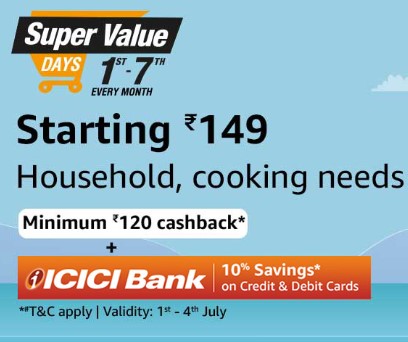 Super Value
DAYS 1ST-7TH
EVERY MONTH
Starting ₹149
Household, cooking needs
Minimum ₹120 cashback*
+
ICICI Bank 10% Savings*
on Credit & Debit Cards
*#T&C apply | Validity: 1st - 4th July